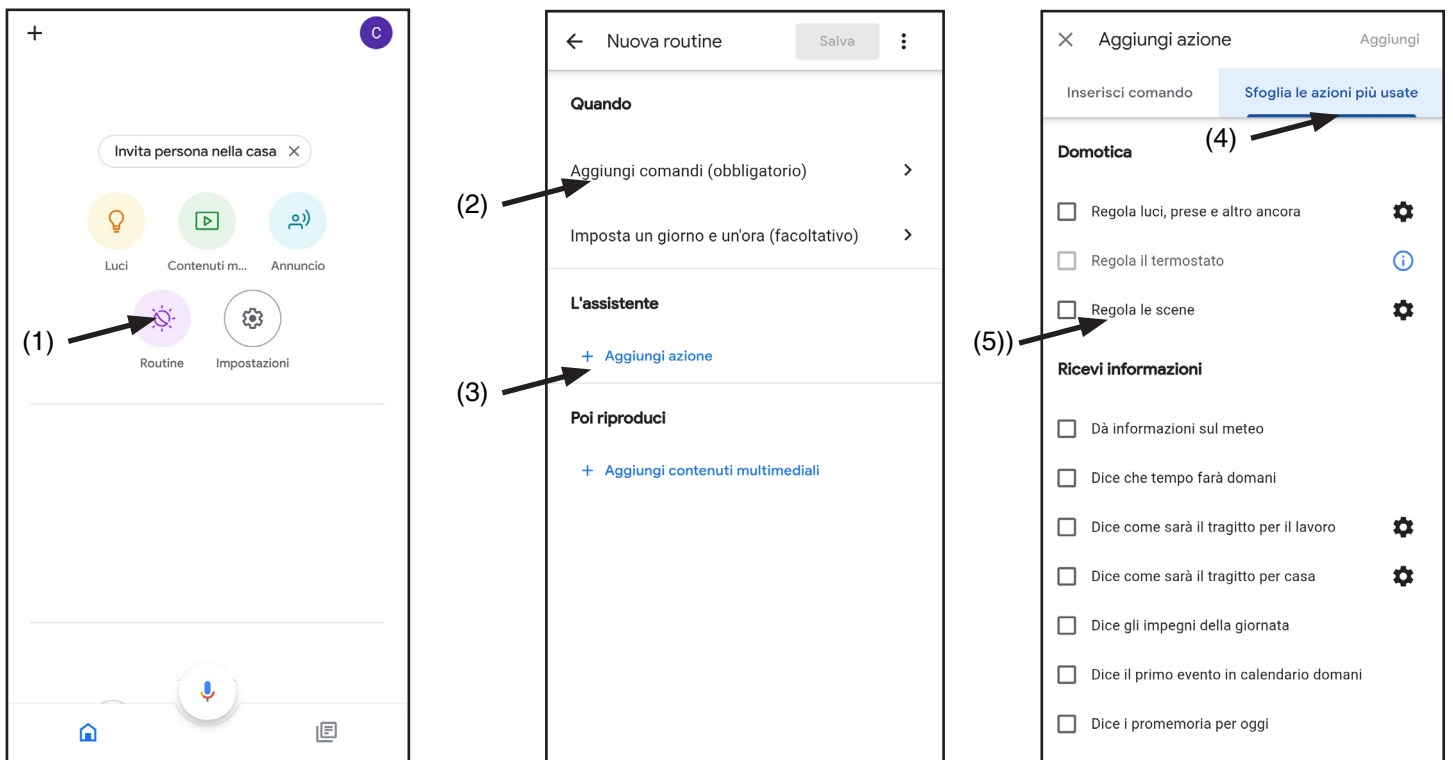 +
C
Invita persona nella casa ×
Luci
Contenuti m...
Annuncio
(1)
Routine
Impostazioni
← Nuova routine
Salva
Quando
(2)
Aggiungi comandi (obbligatorio) >
Imposta un giorno e un'ora (facoltativo) >
L'assistente
(3)
+ Aggiungi azione
Poi riproduci
+ Aggiungi contenuti multimediali
× Aggiungi azione
Aggiungi
Inserisci comando
Sfoglia le azioni più usate
(4)
Domotica
Regola luci, prese e altro ancora
Regola il termostato
(5))
Regola le scene
Ricevi informazioni
Dà informazioni sul meteo
Dice che tempo farà domani
Dice come sarà il tragitto per il lavoro
Dice come sarà il tragitto per casa
Dice gli impegni della giornata
Dice il primo evento in calendario domani
Dice i promemoria per oggi